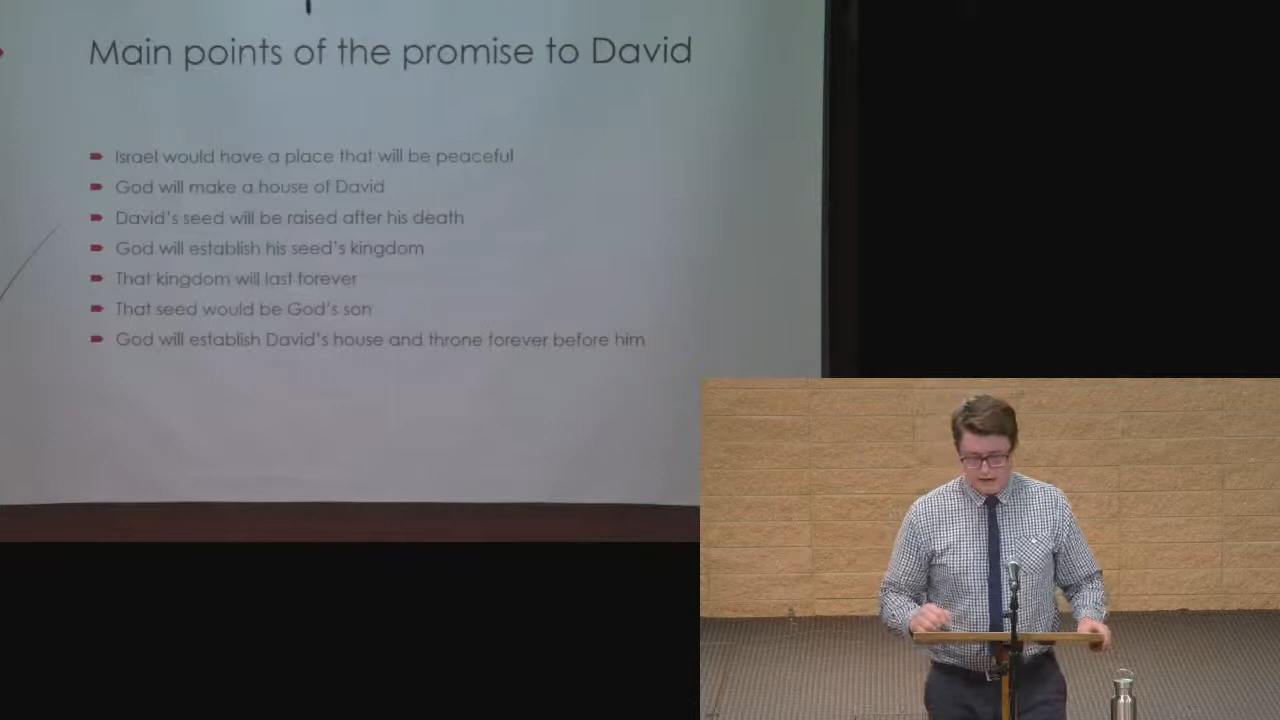 Main points of the promise to David
Israel would have a place that will be peaceful
God will make a house of David
David's seed will be raised after his death
God will establish his seed's kingdom
That kingdom will last forever
That seed would be God's son
God will establish David's house and throne forever before him